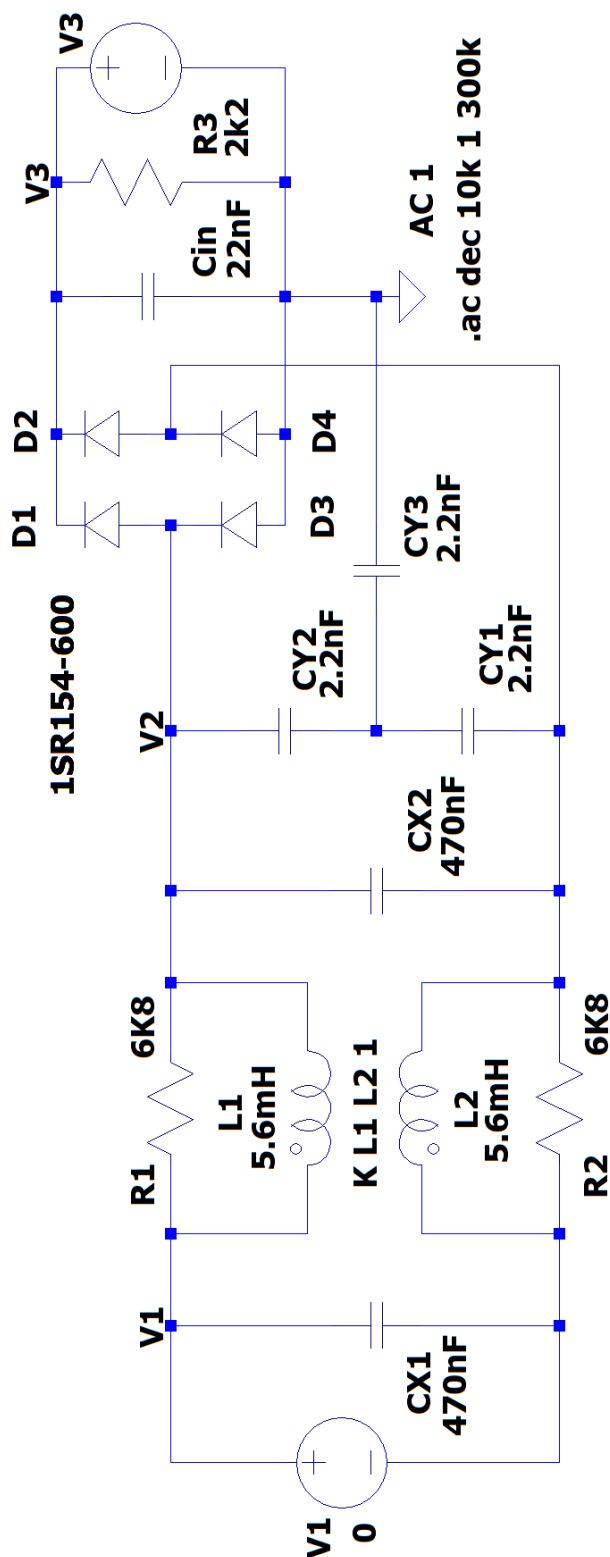 V1
0
V1
CX1
470nF
R1
6K8
L1
5.6mH
K L1 L2 1
L2
5.6mH
R2
6K8
CX2
470nF
V2
CY2
2.2nF
CY1
2.2nF
CY3
2.2nF
1SR154-600
D1
D2
D3
D4
Cin
22nF
V3
R3
2k2
V3
AC 1
.ac dec 10k 1 300k